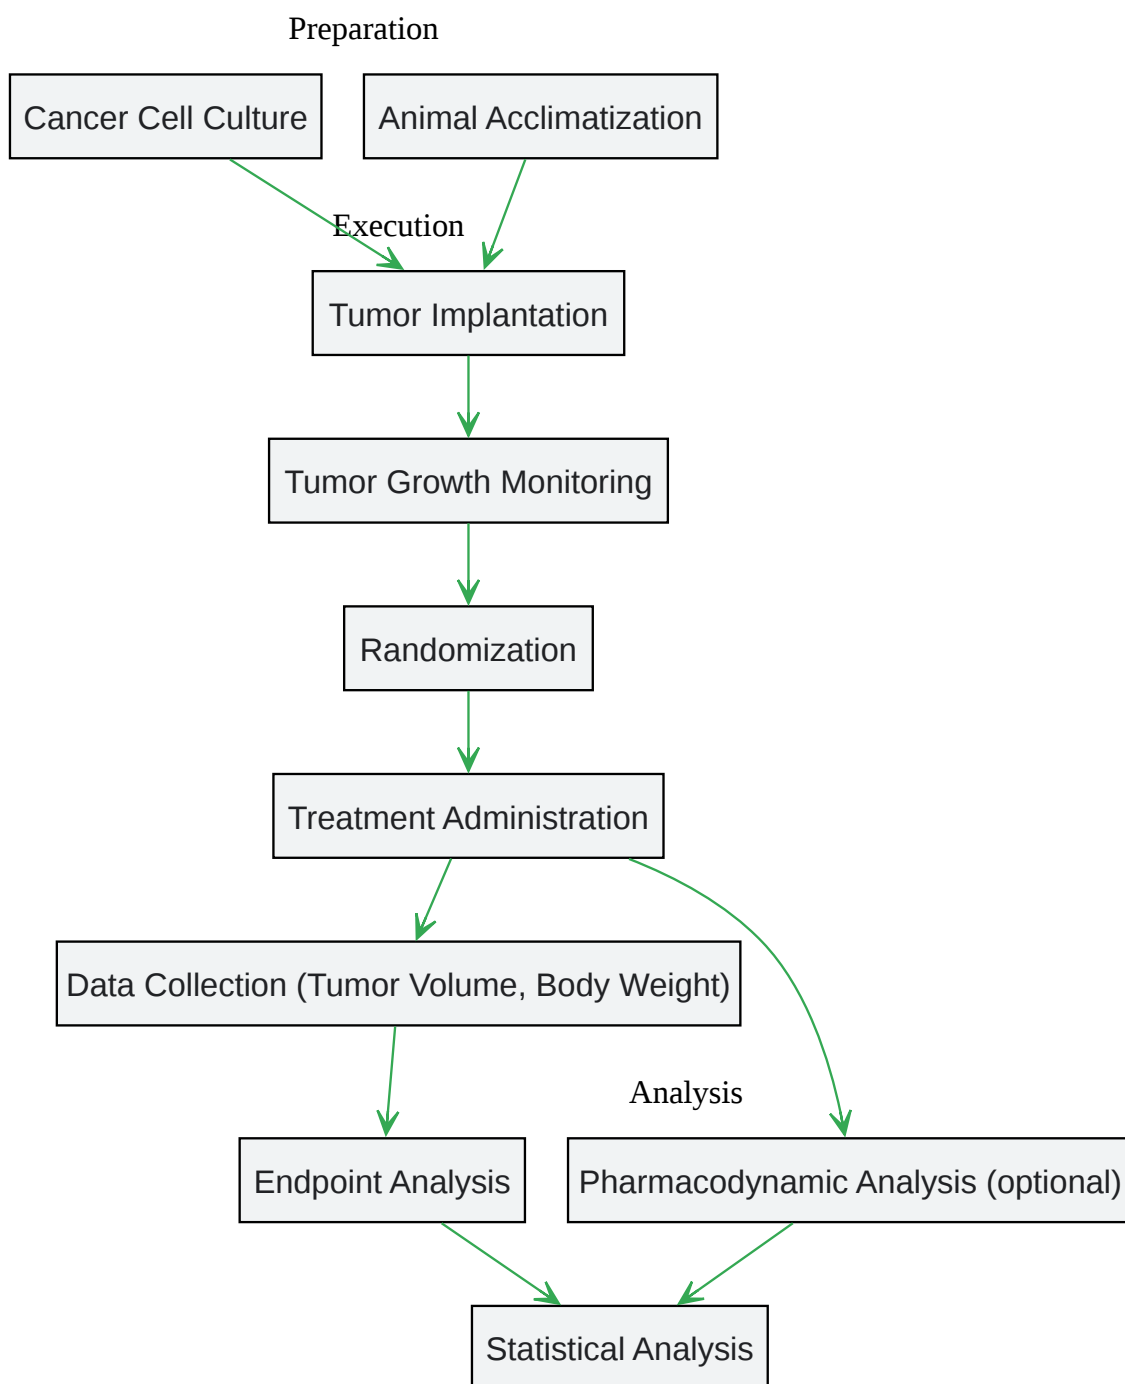 Preparation
Cancer Cell Culture
Animal Acclimatization
Execution
Tumor Implantation
Tumor Growth Monitoring
Randomization
Treatment Administration
Data Collection (Tumor Volume, Body Weight)
Analysis
Endpoint Analysis
Pharmacodynamic Analysis (optional)
Statistical Analysis